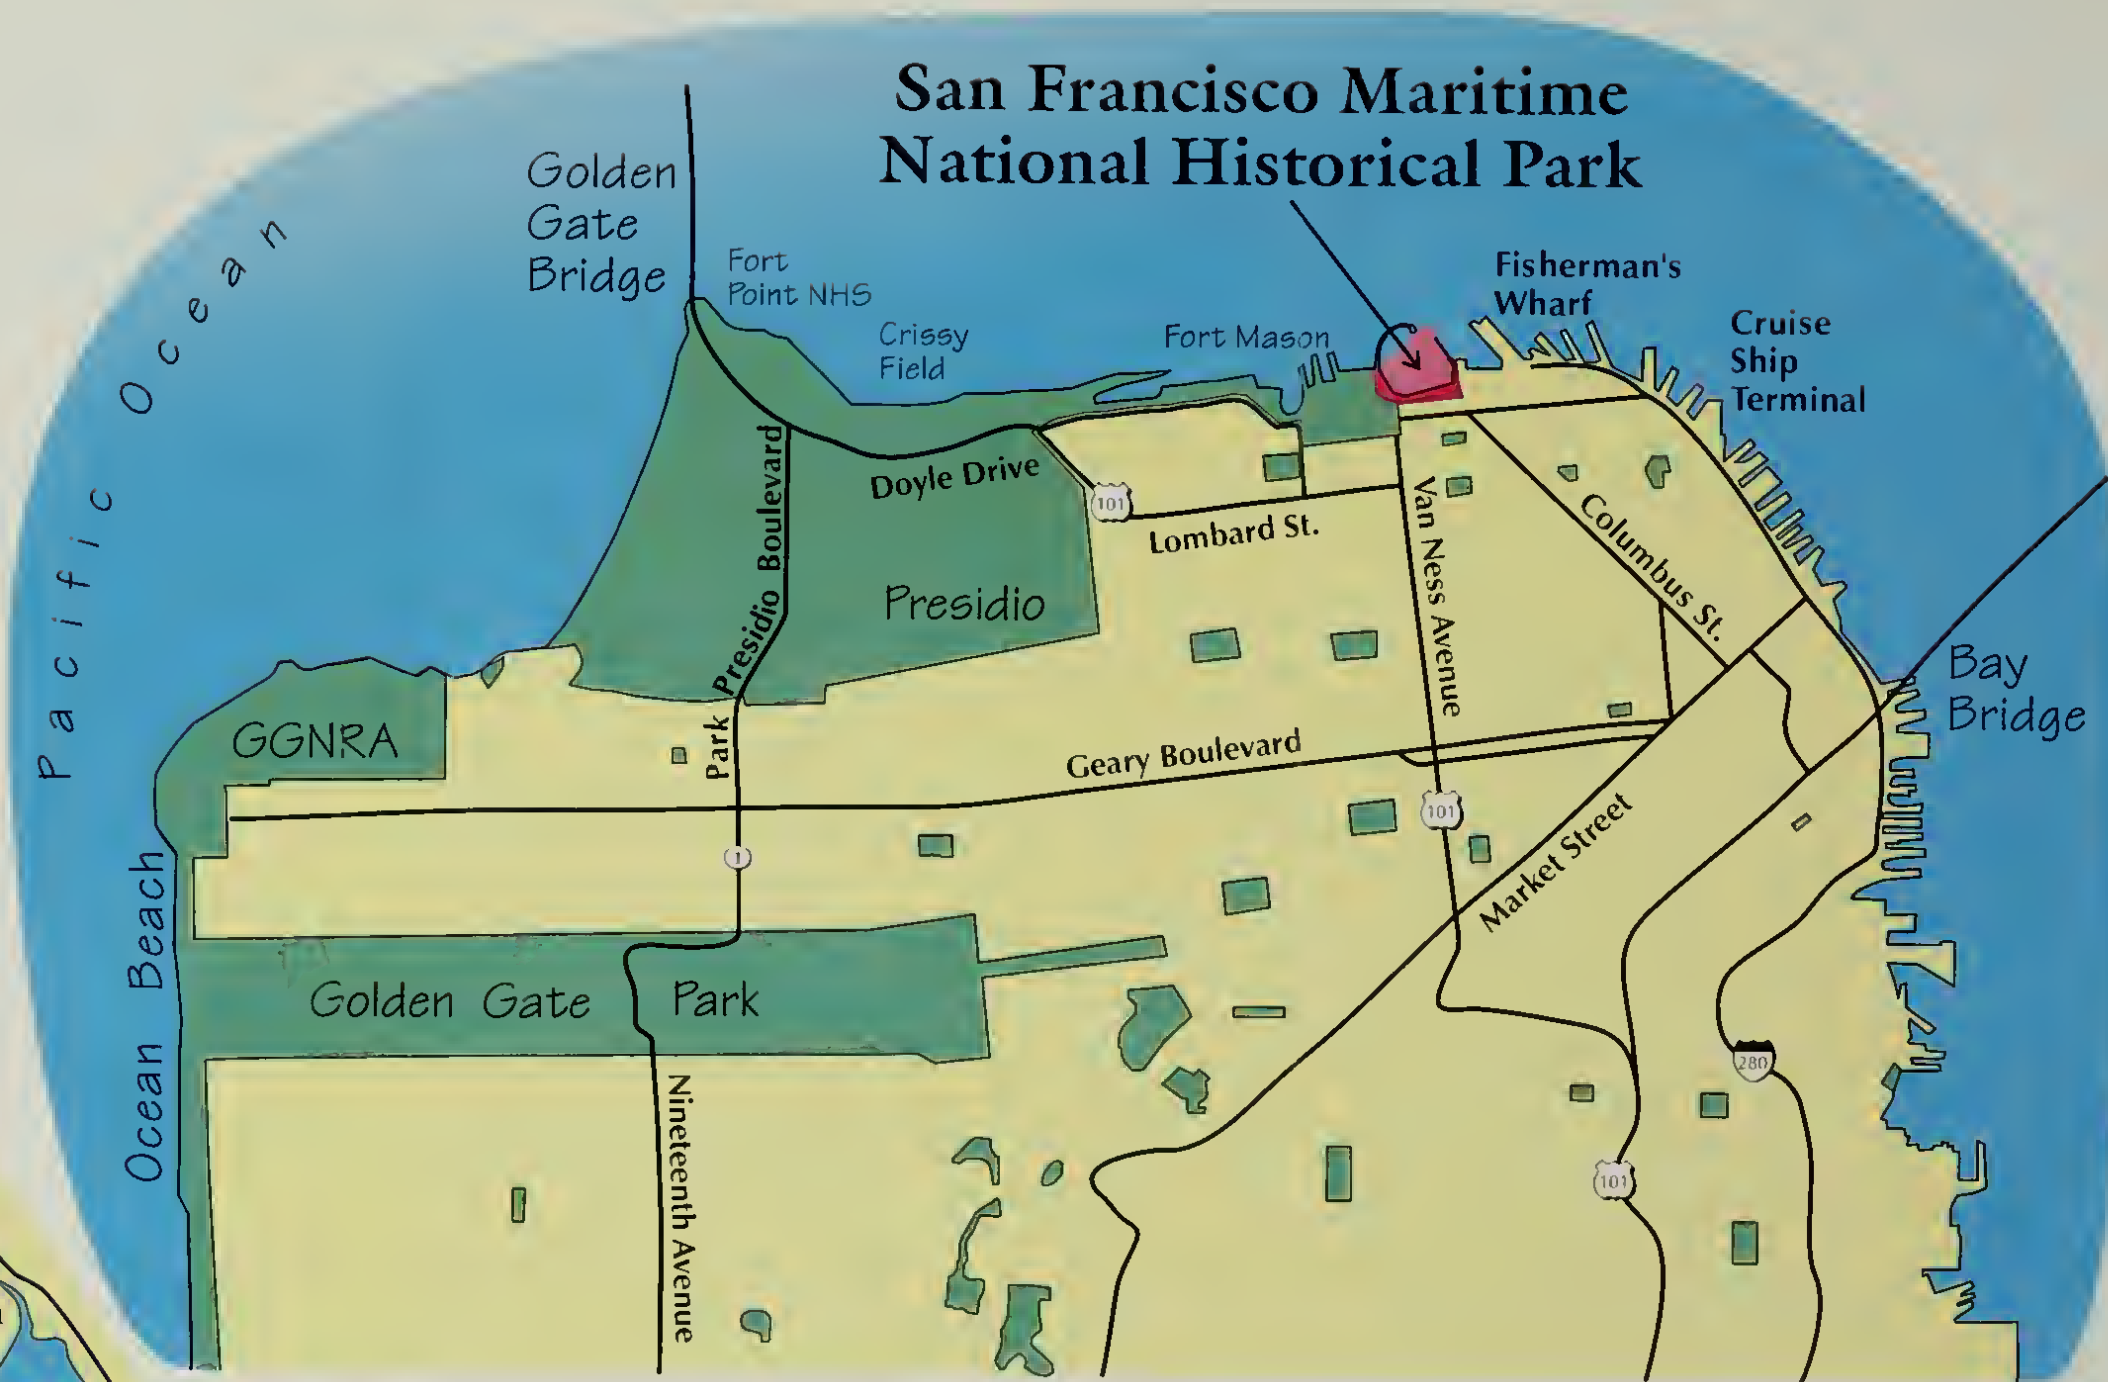 San Francisco Maritime
National Historical Park
Golden
Gate
Bridge
Fort
Point NHS
Crissy
Field
Fort Mason
Fisherman's
Wharf
Cruise
Ship
Terminal
Pacific Ocean
Doyle Drive
101
Lombard St.
Van Ness Avenue
Columbus St.
Park Presidio Boulevard
Presidio
Bay
Bridge
GGNRA
Geary Boulevard
101
Market Street
1
Ocean Beach
Golden Gate Park
280
Nineteenth Avenue
101